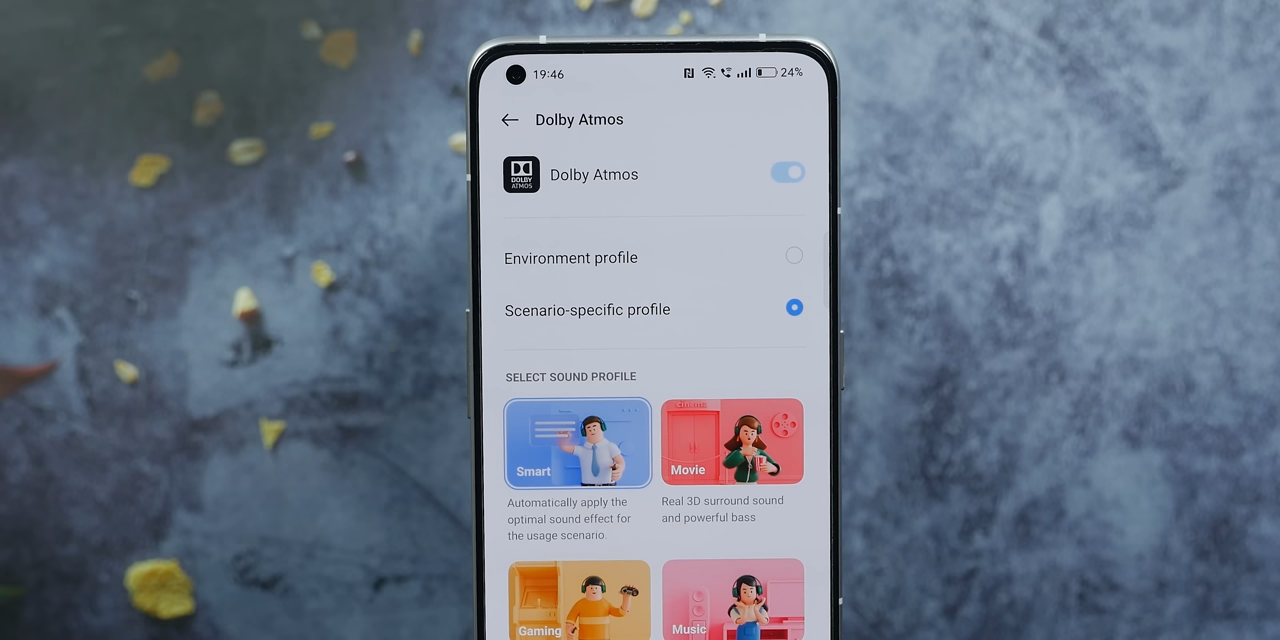 19:46
24%
Dolby Atmos
DOLBY
ATMOS
Dolby Atmos
Environment profile
Scenario-specific profile
SELECT SOUND PROFILE
cinema
Smart
Movie
Automatically apply the
optimal sound effect for
the usage scenario.
Real 3D surround sound
and powerful bass
Gaming
Music